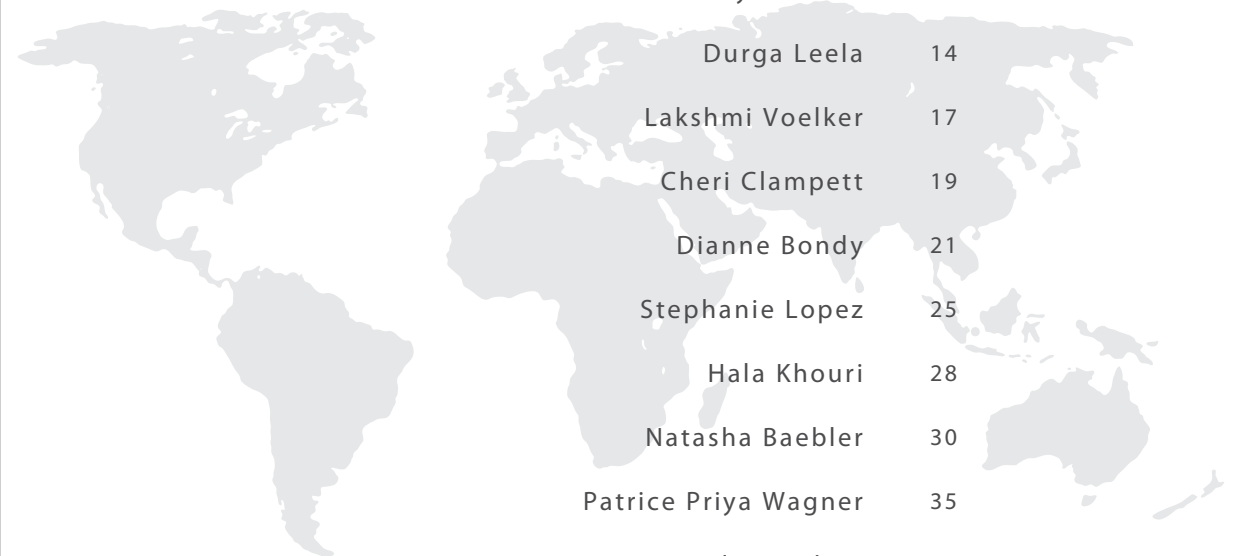 Durga Leela 14
Lakshmi Voelker 17
Cheri Clampett 19
Dianne Bondy 21
Stephanie Lopez 25
Hala Khouri 28
Natasha Baebler 30
Patrice Priya Wagner 35